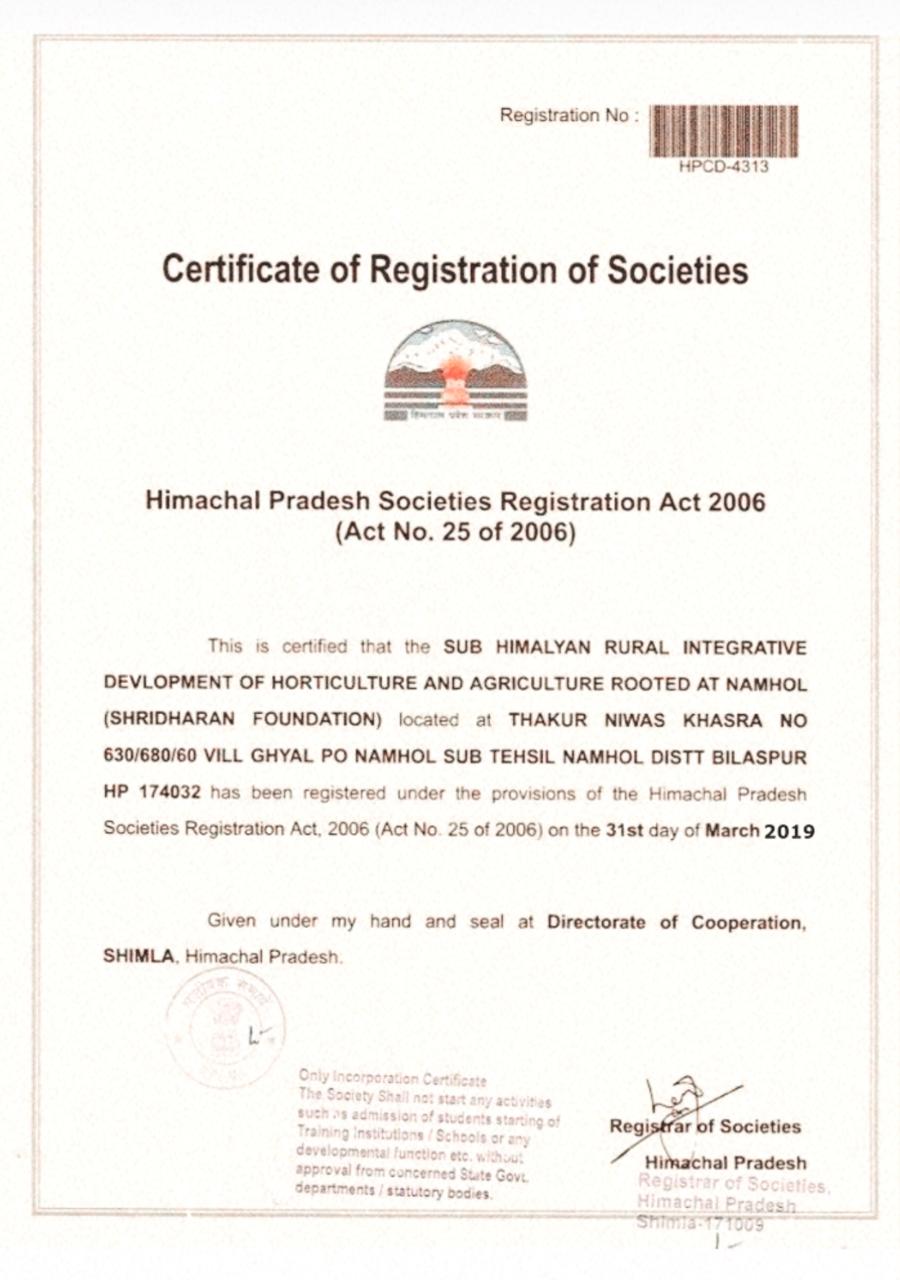 Registration No :
HPCD-4313
Certificate of Registration of Societies
हिमाचल प्रदेश सरकार
Himachal Pradesh Societies Registration Act 2006
(Act No. 25 of 2006)
This is certified that the SUB HIMALYAN RURAL INTEGRATIVE
DEVLOPMENT OF HORTICULTURE AND AGRICULTURE ROOTED AT NAMHOL
(SHRIDHARAN FOUNDATION) located at THAKUR NIWAS KHASRA NO
630/680/60 VILL GHYAL PO NAMHOL SUB TEHSIL NAMHOL DISTT BILASPUR
HP 174032 has been registered under the provisions of the Himachal Pradesh
Societies Registration Act, 2006 (Act No. 25 of 2006) on the 31st day of March 2019
Given under my hand and seal at Directorate of Cooperation,
SHIMLA, Himachal Pradesh.
Only Incorporation Certificate
The Society Shall not start any activities
such as admission of students starting of
Training Institutions / Schools or any
developmental function etc. without
approval from concerned State Govt.
departments / statutory bodies.
Registrar of Societies
Himachal Pradesh
Registrar of Societies,
Himachal Pradesh
Shimla-171009